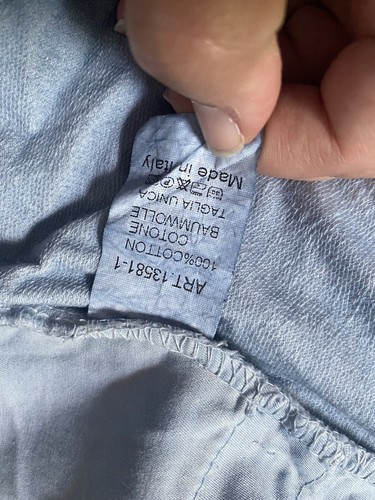 ART.13581-1
100%COTTON
COTONE
BAUMWOLLE
TAGLIA UNICA
Made in Italy